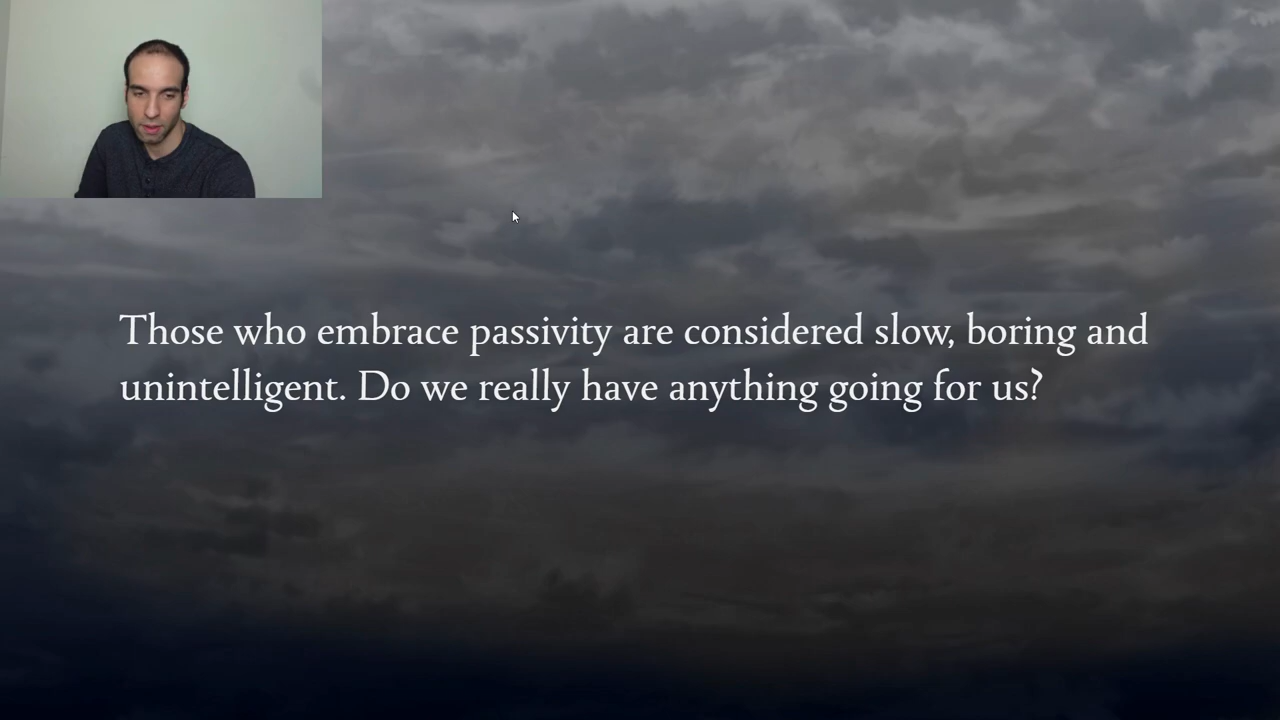 Those who embrace passivity are considered slow, boring and
unintelligent. Do we really have anything going for us?